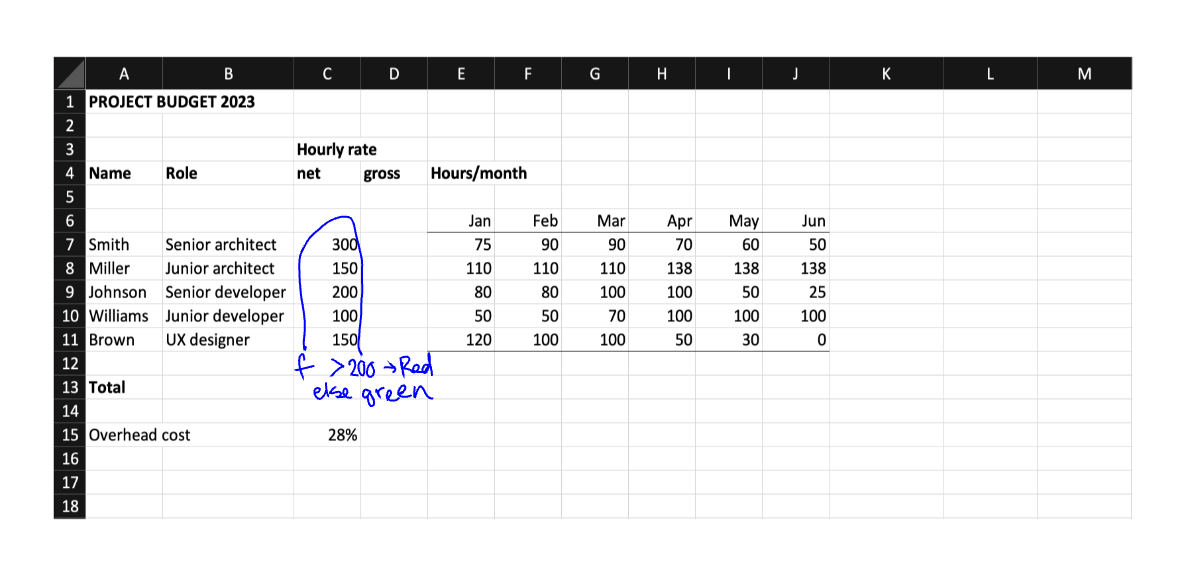 A B C D E F G H I J K L M
1 PROJECT BUDGET 2023
2
3 Hourly rate
4 Name Role net gross Hours/month
5
6 Jan Feb Mar Apr May Jun
7 Smith Senior architect 300 75 90 90 70 60 50
8 Miller Junior architect 150 110 110 110 138 138 138
9 Johnson Senior developer 200 80 80 100 100 50 25
10 Williams Junior developer 100 50 50 70 100 100 100
11 Brown UX designer 150 120 100 100 50 30 0
12 f >200 → Red
13 Total else green
14
15 Overhead cost 28%
16
17
18